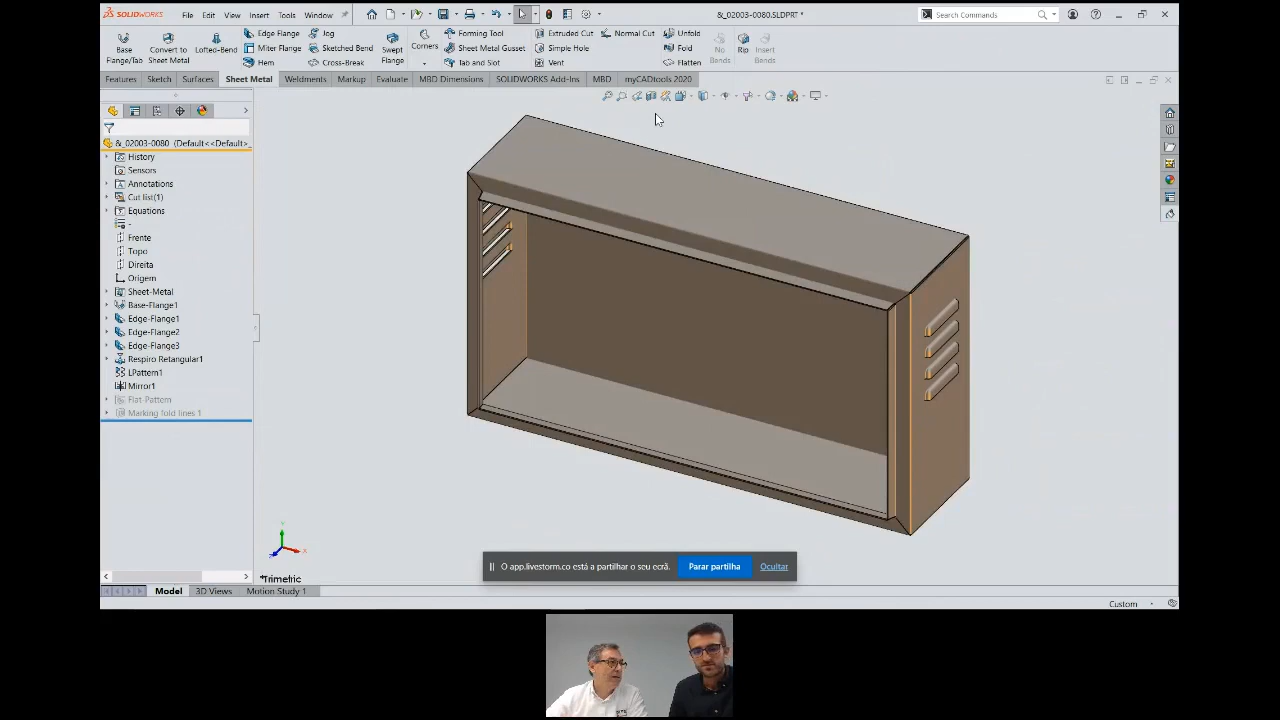 SOLIDWORKS File Edit View Insert Tools Window &_02003-0080.SLDPRT * Search Commands
Base Flange/Tab
Convert to Sheet Metal
Lofted-Bend
Edge Flange
Miter Flange
Hem
Jog
Sketched Bend
Cross-Break
Swept Flange
Corners
Forming Tool
Sheet Metal Gusset
Tab and Slot
Extruded Cut
Simple Hole
Vent
Normal Cut
Unfold
Fold
Flatten
No Bends
Rip
Insert Bends
Features Sketch Surfaces Sheet Metal Weldments Markup Evaluate MBD Dimensions SOLIDWORKS Add-Ins MBD myCADtools 2020
&_02003-0080 (Default<<Default>_
History
Sensors
Annotations
Cut list(1)
Equations
-
Frente
Topo
Direita
Origem
Sheet-Metal
Base-Flange1
Edge-Flange1
Edge-Flange2
Edge-Flange3
Respiro Retangular1
LPattern1
Mirror1
Flat-Pattern
Marking fold lines 1
Y
X
Z
*Trimetric
O app.livestorm.co está a partilhar o seu ecrã. Parar partilha Ocultar
Model 3D Views Motion Study 1
Custom